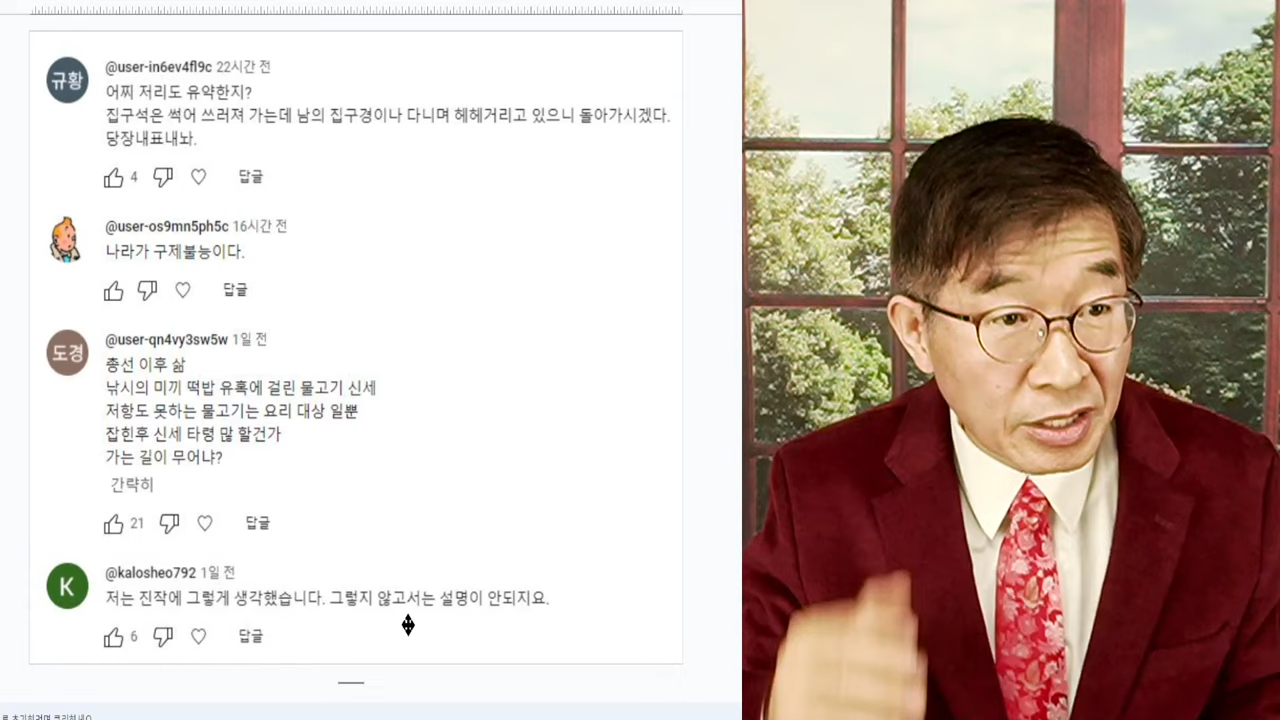 규황
@user-in6ev4fl9c 22시간 전
어찌 저리도 유약한지?
집구석은 썩어 쓰러져 가는데 남의 집구경이나 다니며 헤헤거리고 있으니 돌아가시겠다.
당장내표내놔.
4 답글
@user-os9mn5ph5c 16시간 전
나라가 구제불능이다.
답글
도경
@user-qn4vy3sw5w 1일 전
총선 이후 삶
낚시의 미끼 떡밥 유혹에 걸린 물고기 신세
저항도 못하는 물고기는 요리 대상 일뿐
잡힌후 신세 타령 많 할건가
가는 길이 무어냐?
간략히
21 답글
K
@kalosheo792 1일 전
저는 진작에 그렇게 생각했습니다. 그렇지 않고서는 설명이 안되지요.
6 답글